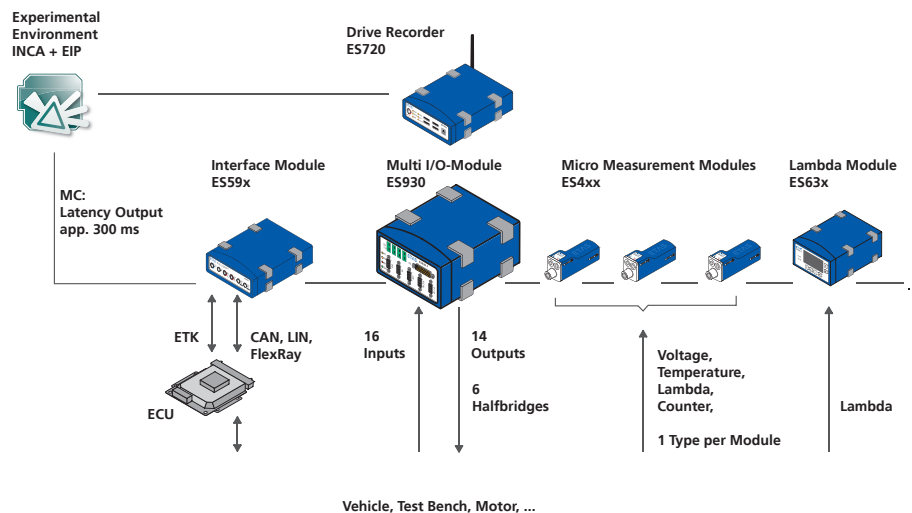 Experimental
Environment
INCA + EIP
Drive Recorder
ES720
Interface Module
ES59x
Multi I/O-Module
ES930
Micro Measurement Modules
ES4xx
Lambda Module
ES63x
MC:
Latency Output
app. 300 ms
ETK
CAN, LIN,
FlexRay
16
Inputs
14
Outputs
6
Halfbridges
Voltage,
Temperature,
Lambda,
Counter,
1 Type per Module
Lambda
ECU
Vehicle, Test Bench, Motor, ...